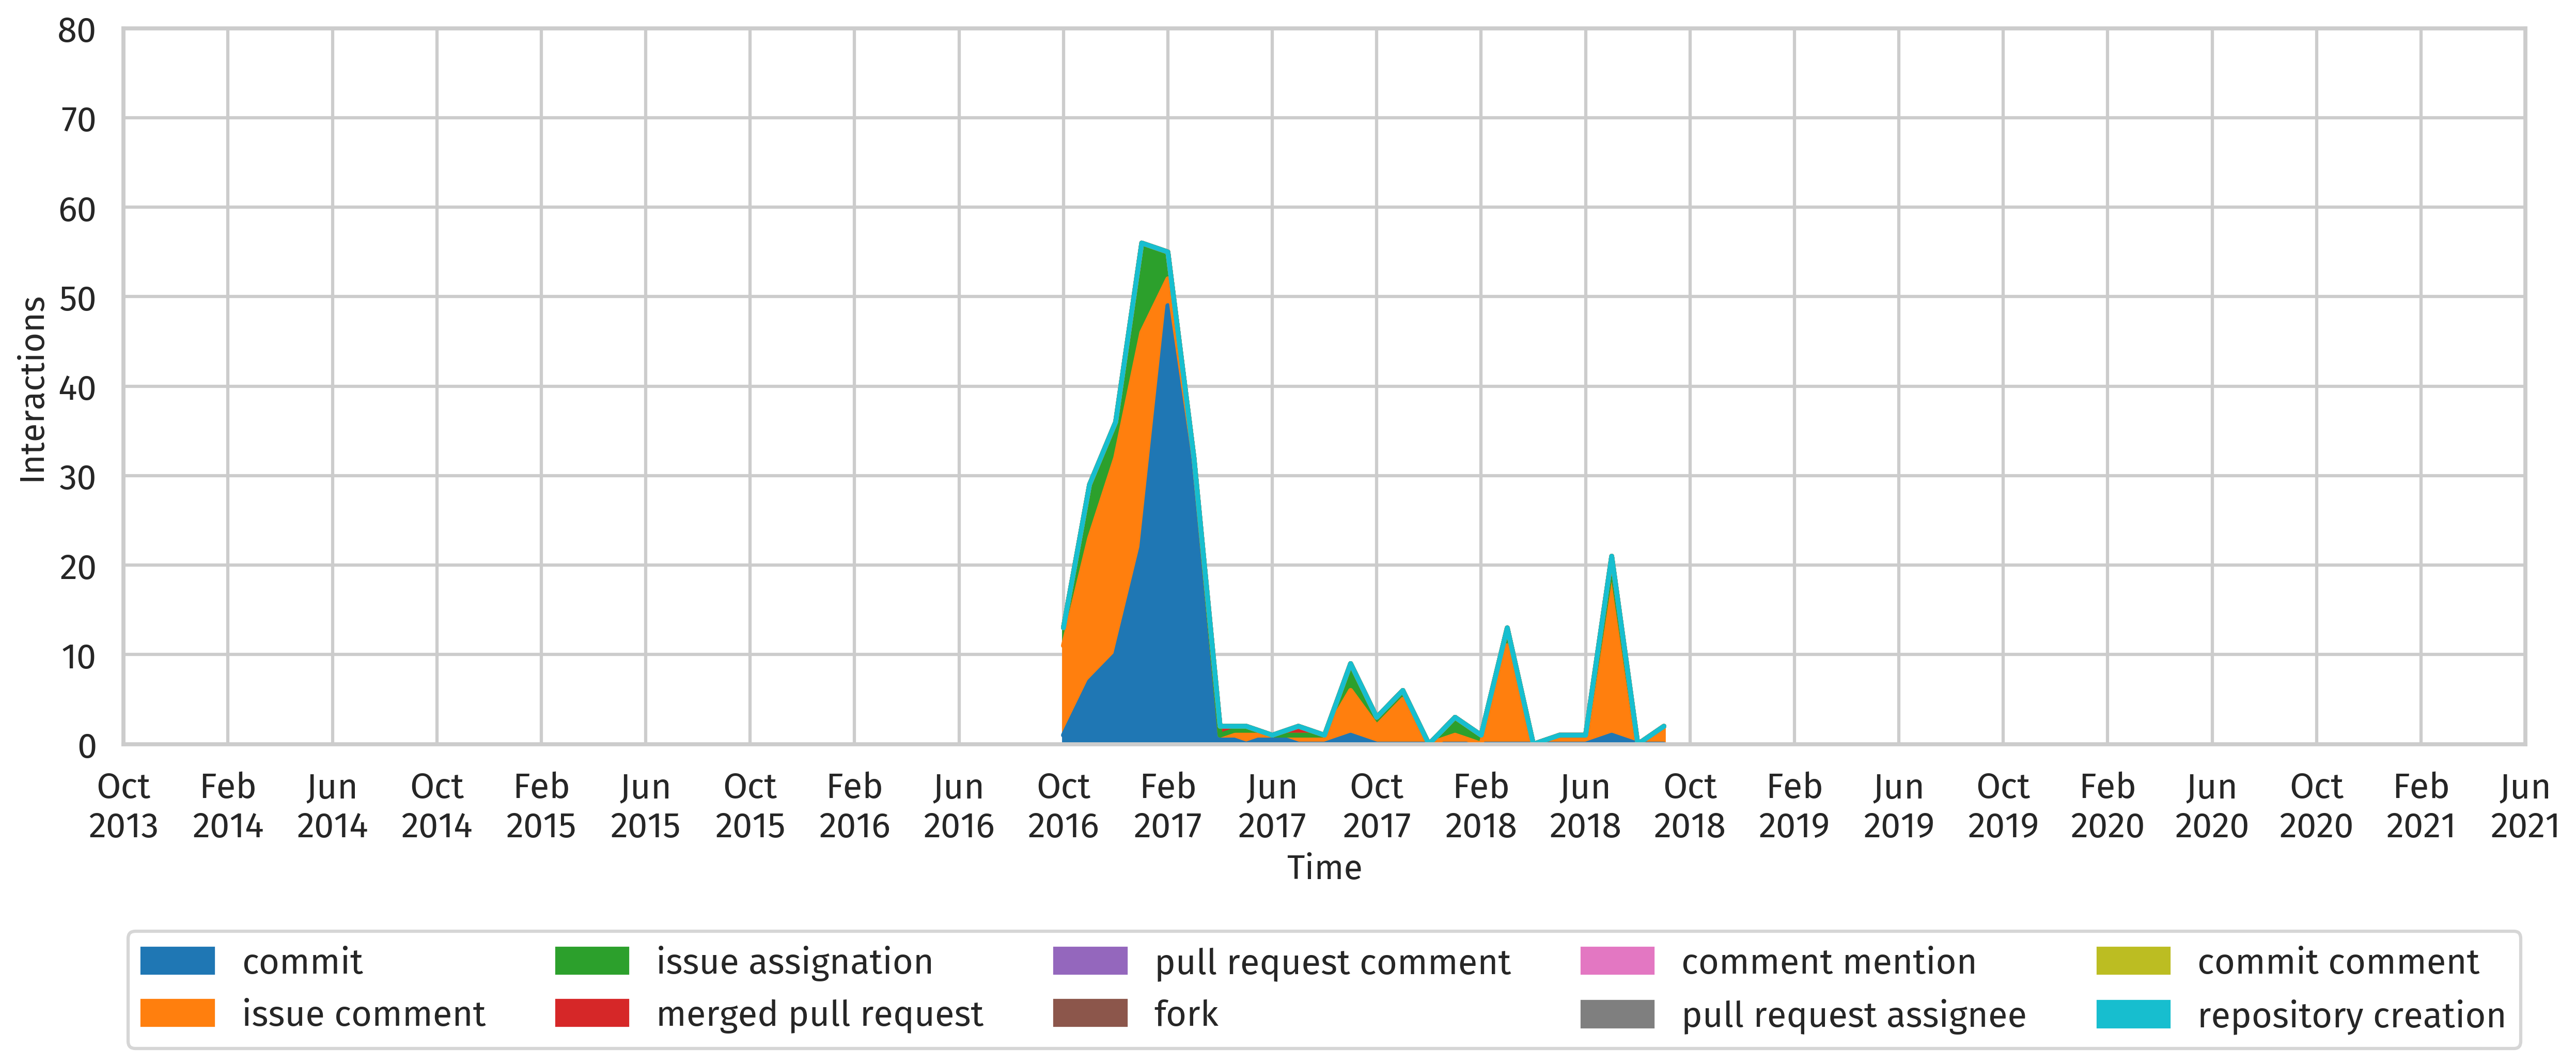 80
70
60
50
40
30
20
10
0
Interactions
Oct Feb Jun Oct Feb Jun Oct Feb Jun Oct Feb Jun Oct Feb Jun Oct Feb Jun Oct Feb Jun Oct Feb Jun
2013 2014 2014 2014 2015 2015 2015 2016 2016 2016 2017 2017 2017 2018 2018 2018 2019 2019 2019 2020 2020 2020 2021 2021
Time
commit issue assignation pull request comment comment mention commit comment
issue comment merged pull request fork pull request assignee repository creation